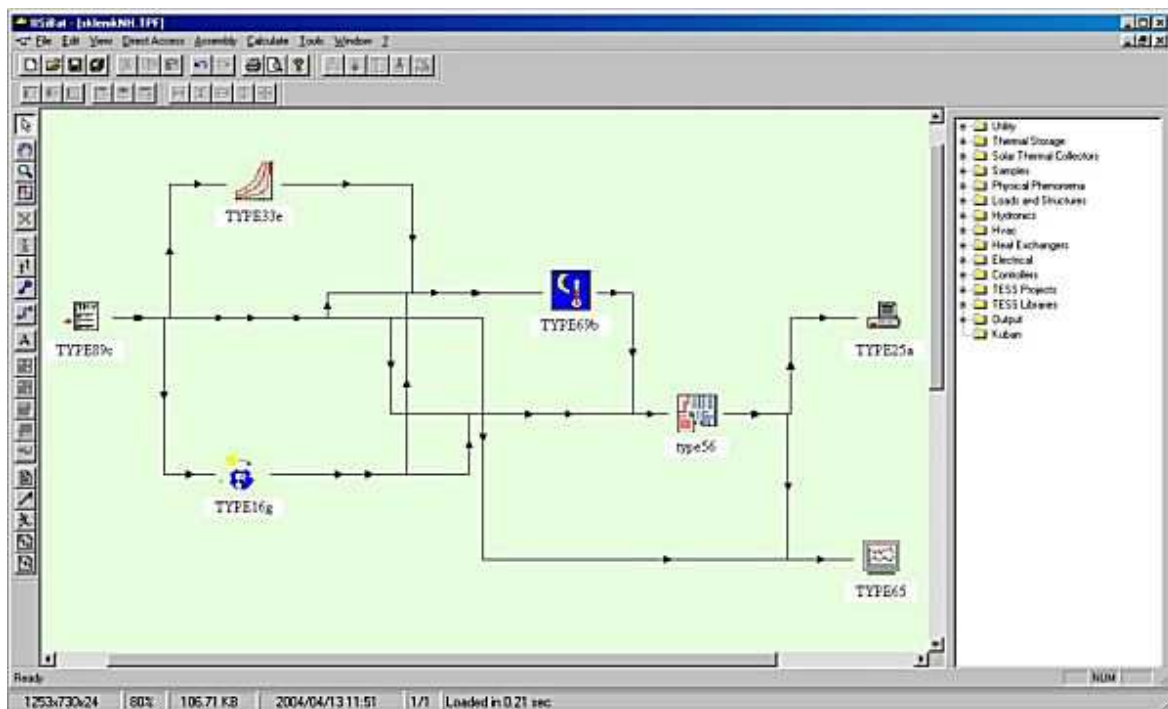 IISiBat - [sklenikNH.TPF]
File Edit View Direct Access Assembly Calculate Tools Window ?
TYPE33e
TYPE89c
TYPE69b
TYPE25a
type56
TYPE16g
TYPE65
Utility
Thermal Storage
Solar Thermal Collectors
Samples
Physical Phenomena
Loads and Structures
Hydronics
Hvac
Heat Exchangers
Electrical
Controllers
TESS Projects
TESS Libraries
Output
Kuban
Ready
NUM
1253x730x24 80% 106.71 KB 2004/04/13 11:51 1/1 Loaded in 0.21 sec